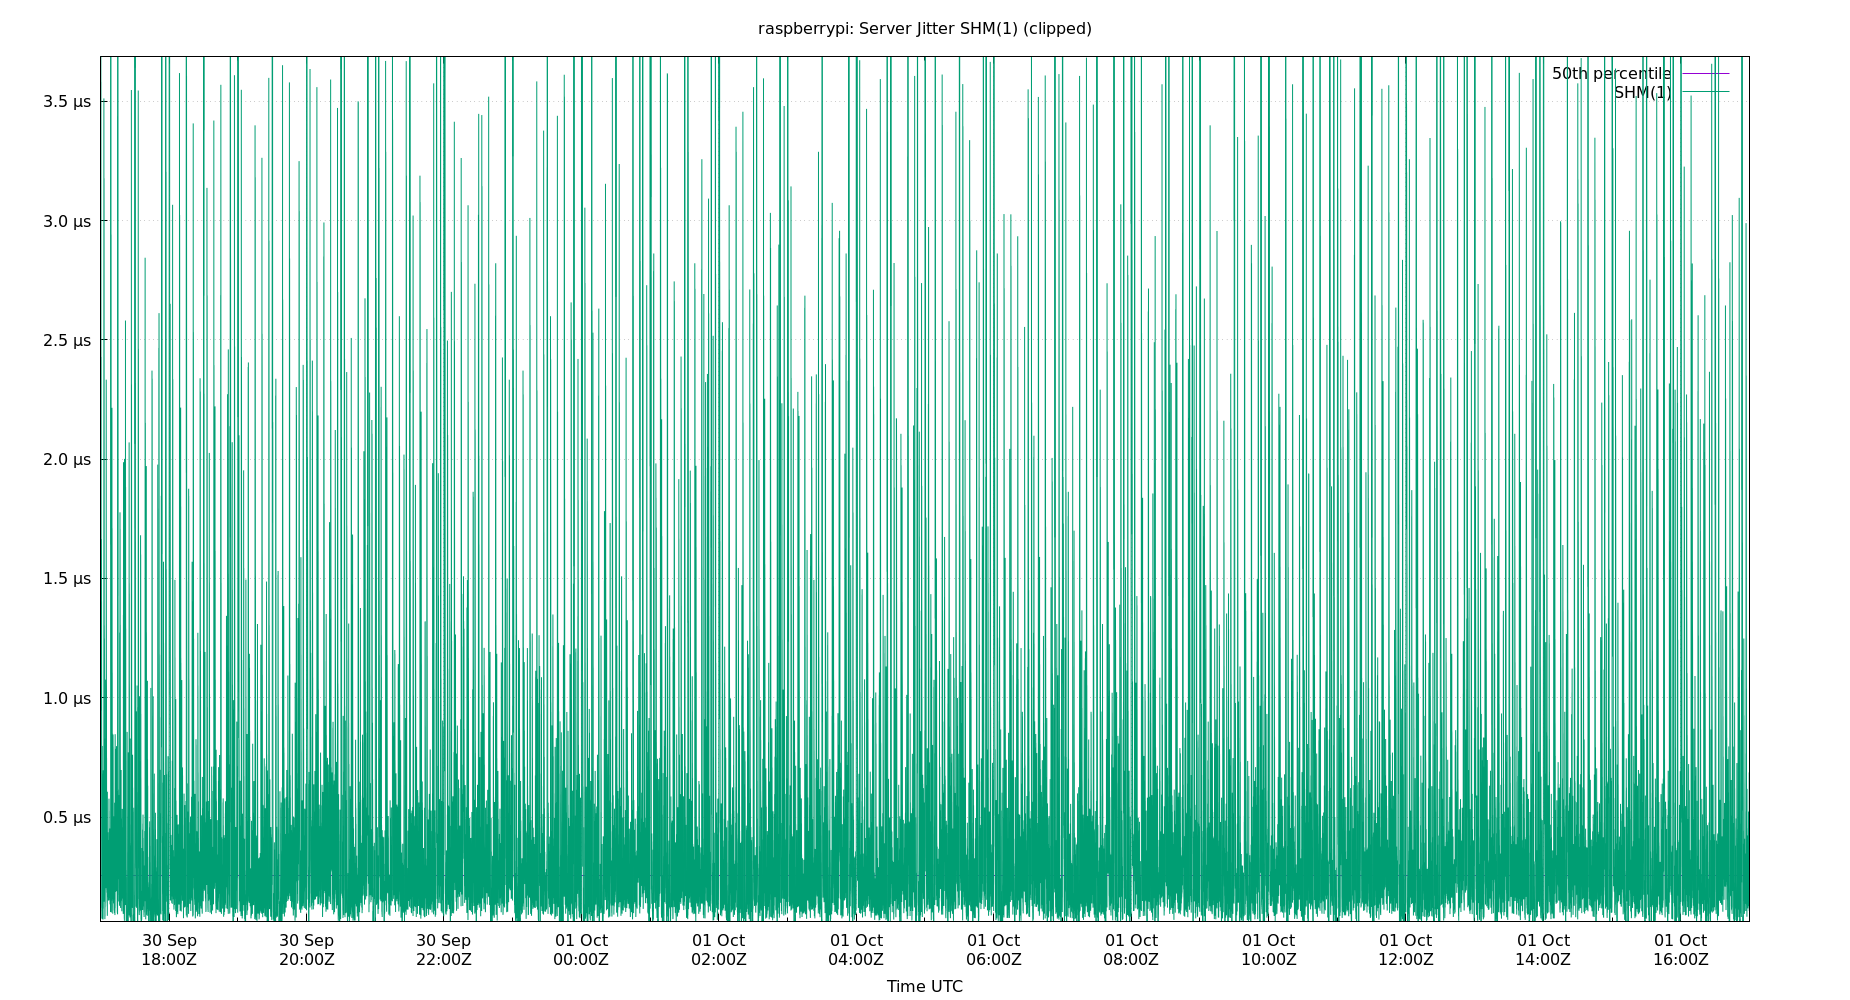 raspberrypi: Server Jitter SHM(1) (clipped)
50th percentile
SHM(1)
3.5 µs
3.0 µs
2.5 µs
2.0 µs
1.5 µs
1.0 µs
0.5 µs
30 Sep 30 Sep 30 Sep 01 Oct 01 Oct 01 Oct 01 Oct 01 Oct 01 Oct 01 Oct 01 Oct 01 Oct
18:00Z 20:00Z 22:00Z 00:00Z 02:00Z 04:00Z 06:00Z 08:00Z 10:00Z 12:00Z 14:00Z 16:00Z
Time UTC